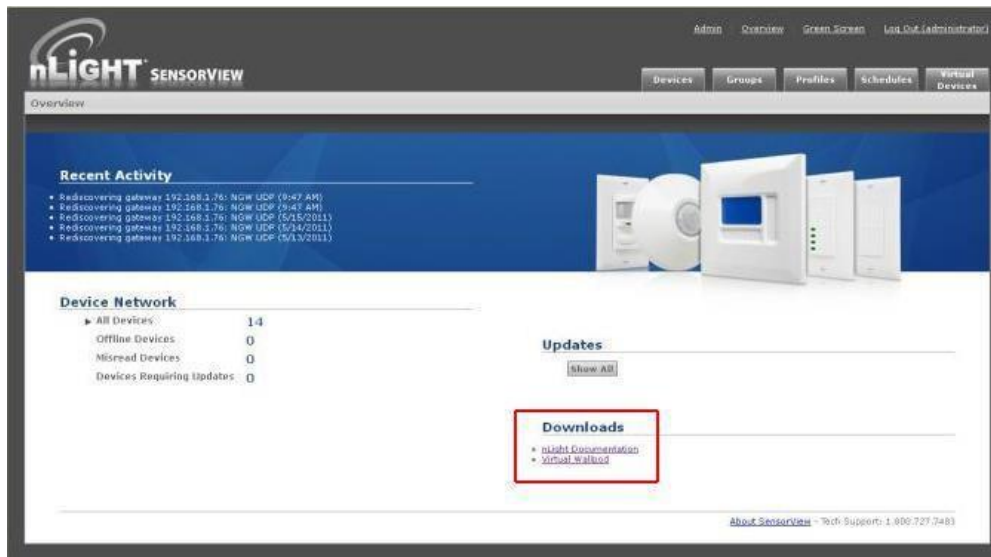 Admin Overview Green Screen Log Out (administrator)
nLIGHT SENSORVIEW
Devices Groups Profiles Schedules Virtual Devices
Overview
Recent Activity
• Rediscovering gateway 192.168.1.76: NGW UDP (9:47 AM)
• Rediscovering gateway 192.168.1.76: NGW UDP (9:47 AM)
• Rediscovering gateway 192.168.1.76: NGW UDP (5/15/2011)
• Rediscovering gateway 192.168.1.76: NGW UDP (5/14/2011)
• Rediscovering gateway 192.168.1.76: NGW UDP (5/13/2011)
Device Network
All Devices 14
Offline Devices 0
Misread Devices 0
Devices Requiring Updates 0
Updates
Show All
Downloads
• nLight Documentation
• Virtual Wallpod
About SensorView - Tech Support: 1.800.727.7483